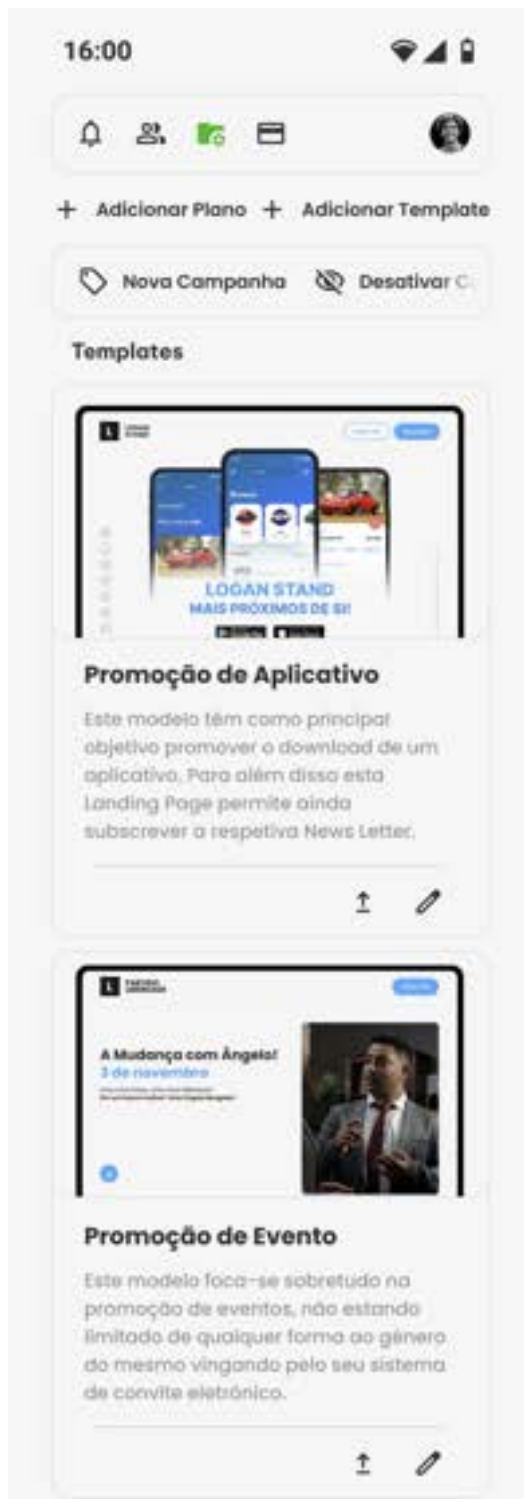 16:00
+ Adicionar Plano + Adicionar Template
Nova Campanha Desativar C
Templates
L
LOGAN STAND
MAIS PRÓXIMOS DE SI!
Promoção de Aplicativo
Este modelo têm como principal
objetivo promover o download de um
aplicativo. Para além disso esta
Landing Page permite ainda
subscrever a respetiva News Letter.
L
A Mudança com Ângelo!
3 de novembro
Promoção de Evento
Este modelo foca-se sobretudo na
promoção de eventos, não estando
limitado de qualquer forma ao género
do mesmo vingando pelo seu sistema
de convite eletrónico.